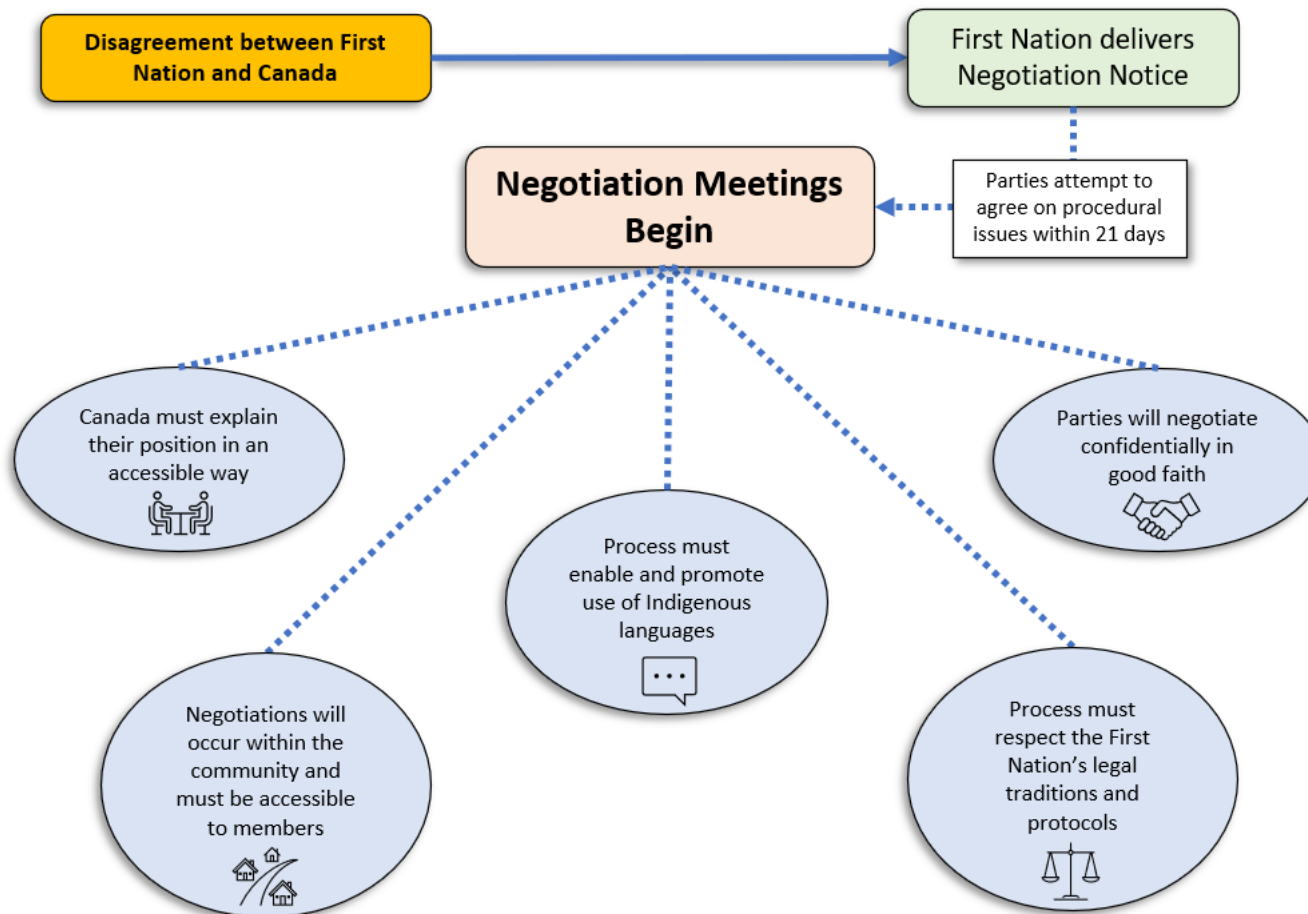 Disagreement between First
Nation and Canada
First Nation delivers
Negotiation Notice
Parties attempt to
agree on procedural
issues within 21 days
Negotiation Meetings
Begin
Canada must explain
their position in an
accessible way
Negotiations will
occur within the
community and
must be accessible
to members
Process must
enable and promote
use of Indigenous
languages
Process must
respect the First
Nation’s legal
traditions and
protocols
Parties will negotiate
confidentially in
good faith